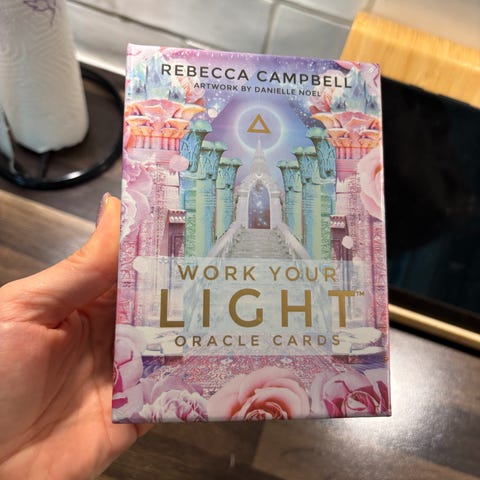 REBECCA CAMPBELL
ARTWORK BY DANIELLE NOEL
WORK YOUR
LIGHT™
ORACLE CARDS